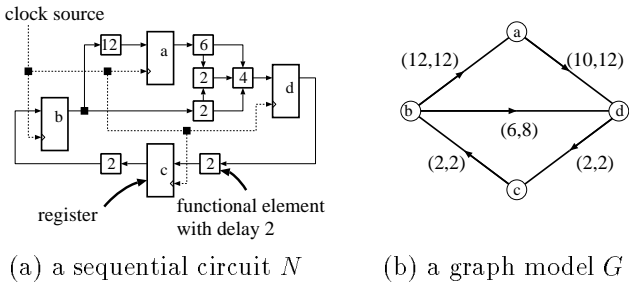 clock source
12
a
6
2
4
d
b
2
2
c
2
register
functional element
with delay 2
(a) a sequential circuit N
a
(12,12)
(10,12)
b
d
(6,8)
(2,2)
(2,2)
c
(b) a graph model G